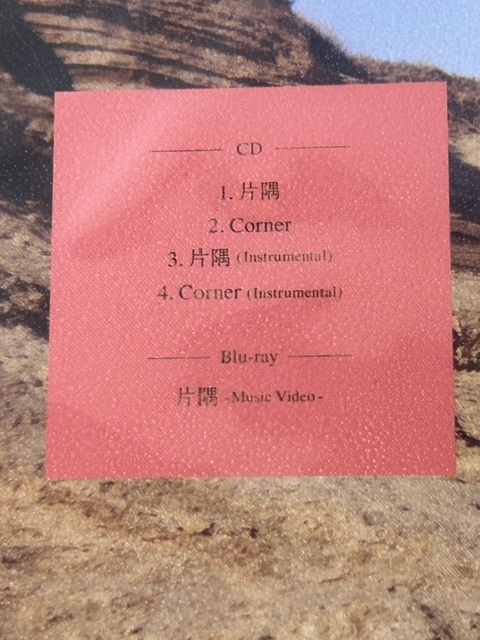 CD
1. 片隅
2. Corner
3. 片隅 (Instrumental)
4. Corner (Instrumental)
Blu-ray
片隅 -Music Video-